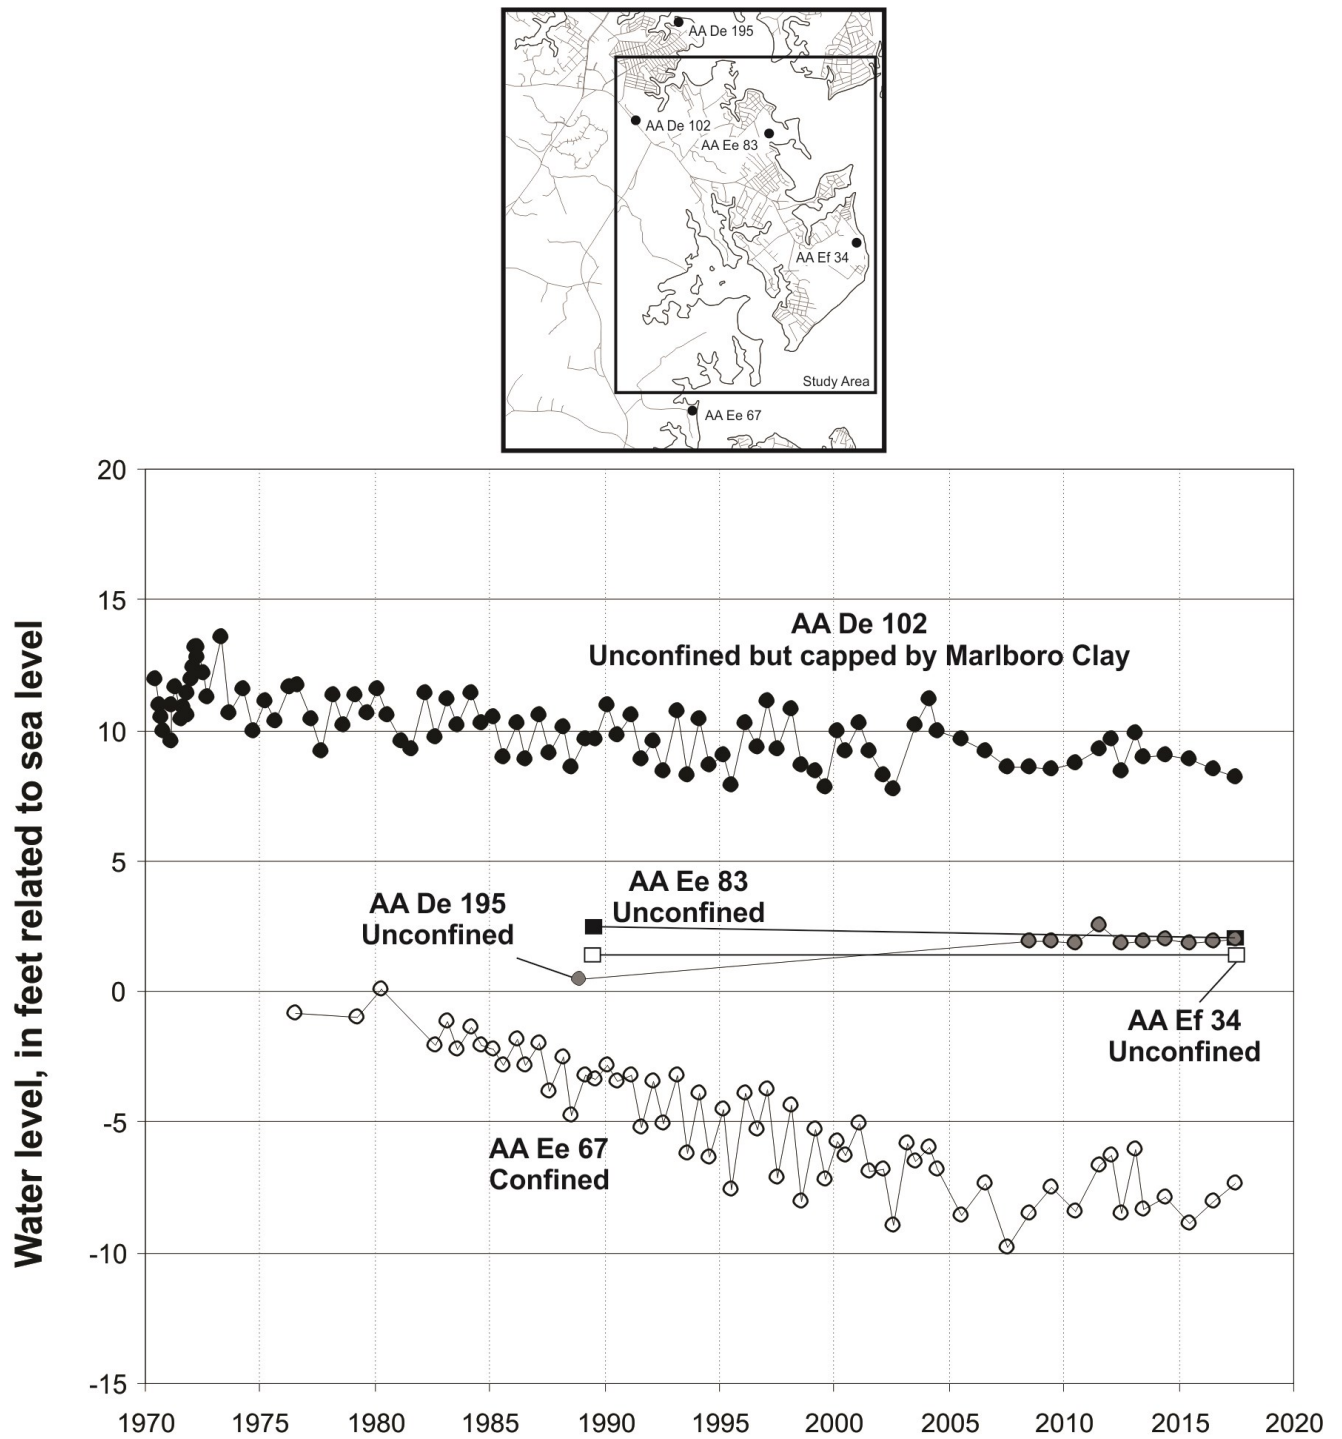 AA De 195
AA De 102
AA Ee 83
AA Ef 34
Study Area
AA Ee 67
Water level, in feet related to sea level
20
15
10
5
0
-5
-10
-15
AA De 102
Unconfined but capped by Marlboro Clay
AA Ee 83
Unconfined
AA De 195
Unconfined
AA Ef 34
Unconfined
AA Ee 67
Confined
1970 1975 1980 1985 1990 1995 2000 2005 2010 2015 2020